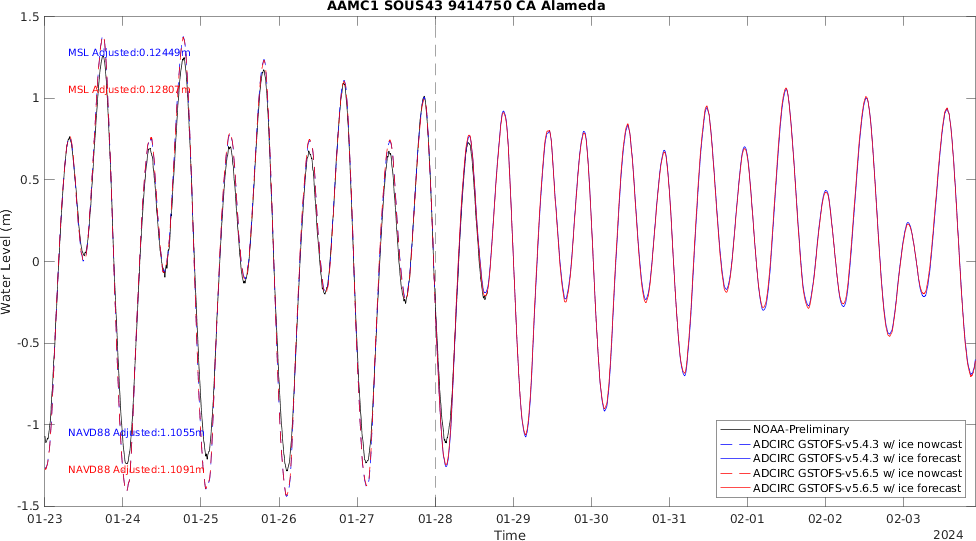 AAMC1 SOUS43 9414750 CA Alameda
Water Level (m)
1.5
1
0.5
0
-0.5
-1
-1.5
MSL Adjusted:0.12449m
MSL Adjusted:0.12807m
NAVD88 Adjusted:1.1055m
NAVD88 Adjusted:1.1091m
NOAA-Preliminary
ADCIRC GSTOFS-v5.4.3 w/ ice nowcast
ADCIRC GSTOFS-v5.4.3 w/ ice forecast
ADCIRC GSTOFS-v5.6.5 w/ ice nowcast
ADCIRC GSTOFS-v5.6.5 w/ ice forecast
01-23 01-24 01-25 01-26 01-27 01-28 01-29 01-30 01-31 02-01 02-02 02-03
Time
2024